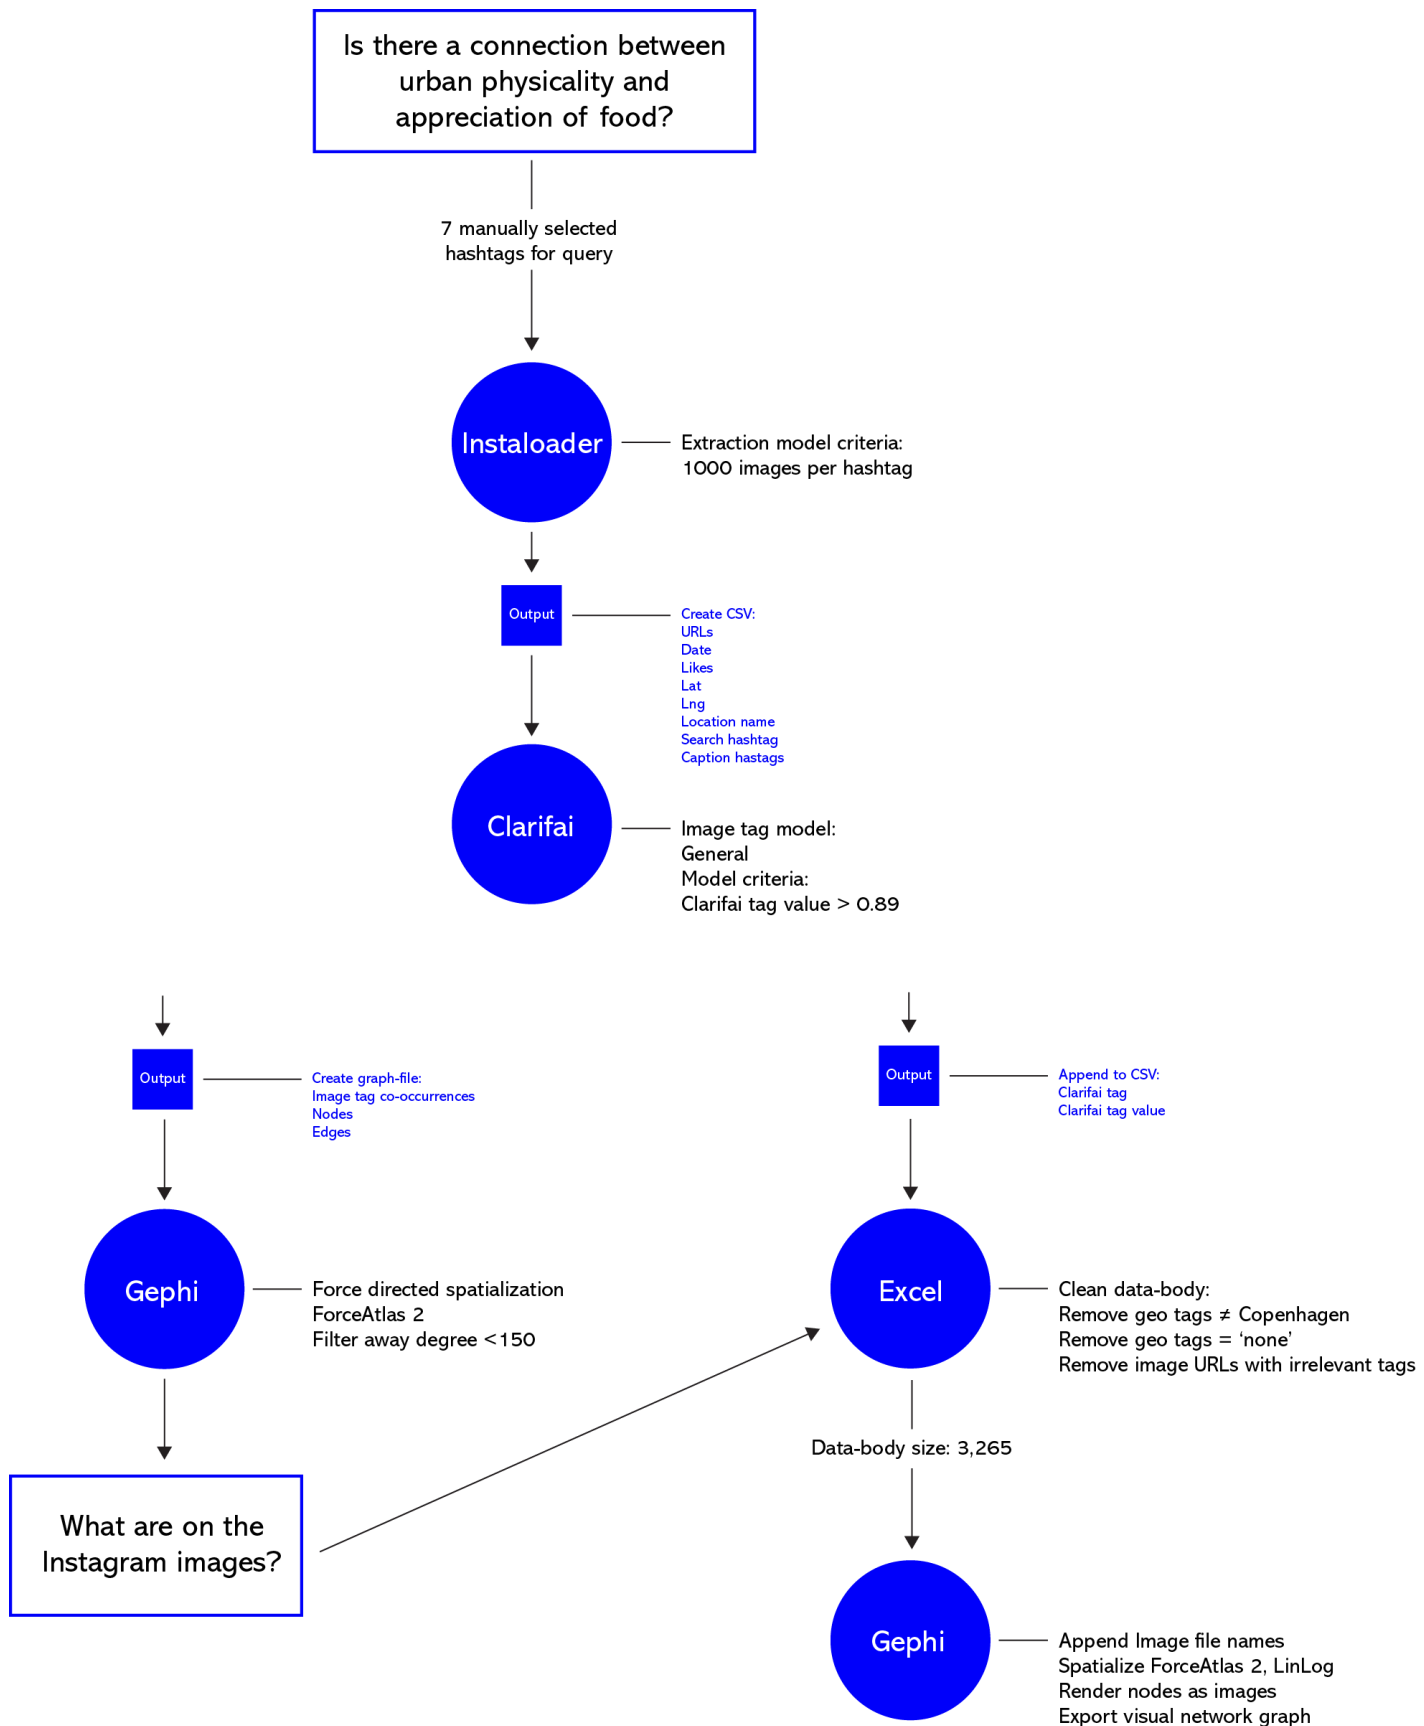 Is there a connection between
urban physicality and
appreciation of food?
7 manually selected
hashtags for query
Instaloader
Extraction model criteria:
1000 images per hashtag
Output
Create CSV:
URLs
Date
Likes
Lat
Lng
Location name
Search hashtag
Caption hastags
Clarifai
Image tag model:
General
Model criteria:
Clarifai tag value > 0.89
Output
Create graph-file:
Image tag co-occurrences
Nodes
Edges
Output
Append to CSV:
Clarifai tag
Clarifai tag value
Gephi
Force directed spatialization
ForceAtlas 2
Filter away degree <150
Excel
Clean data-body:
Remove geo tags ≠ Copenhagen
Remove geo tags = ‘none’
Remove image URLs with irrelevant tags
Data-body size: 3,265
What are on the
Instagram images?
Gephi
Append Image file names
Spatialize ForceAtlas 2, LinLog
Render nodes as images
Export visual network graph